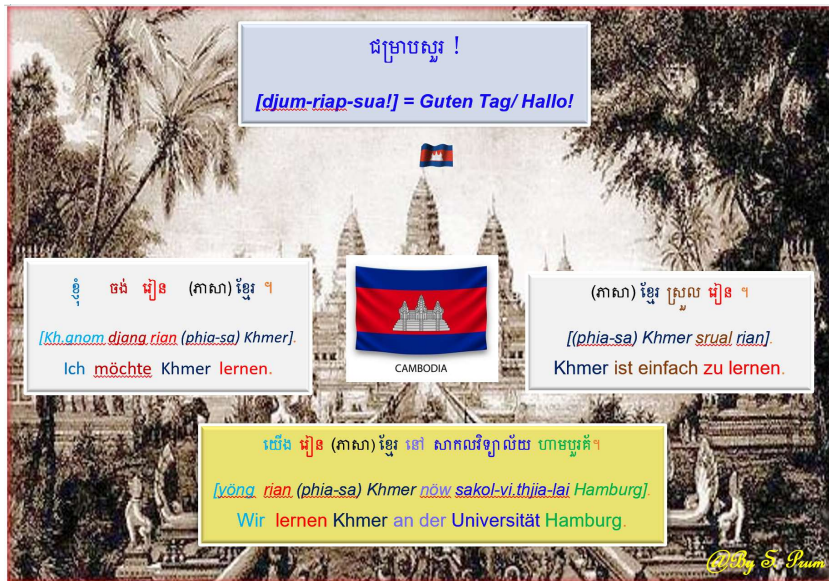 ជម្រាបសួរ !
[djum-riap-sua!] = Guten Tag/ Hallo!
ខ្ញុំ ចង់ រៀន (ភាសា) ខ្មែរ ។
[Kh.gnom djang rian (phia-sa) Khmer].
Ich möchte Khmer lernen.
CAMBODIA
(ភាសា) ខ្មែរ ស្រួល រៀន ។
[(phia-sa) Khmer srual rian].
Khmer ist einfach zu lernen.
យើង រៀន (ភាសា) ខ្មែរ នៅ សាកលវិទ្យាល័យ ហាមបួរគ័។
[yöng rian (phia-sa) Khmer nöw sakol-vi.thjia-lai Hamburg].
Wir lernen Khmer an der Universität Hamburg.
@By S. Prum